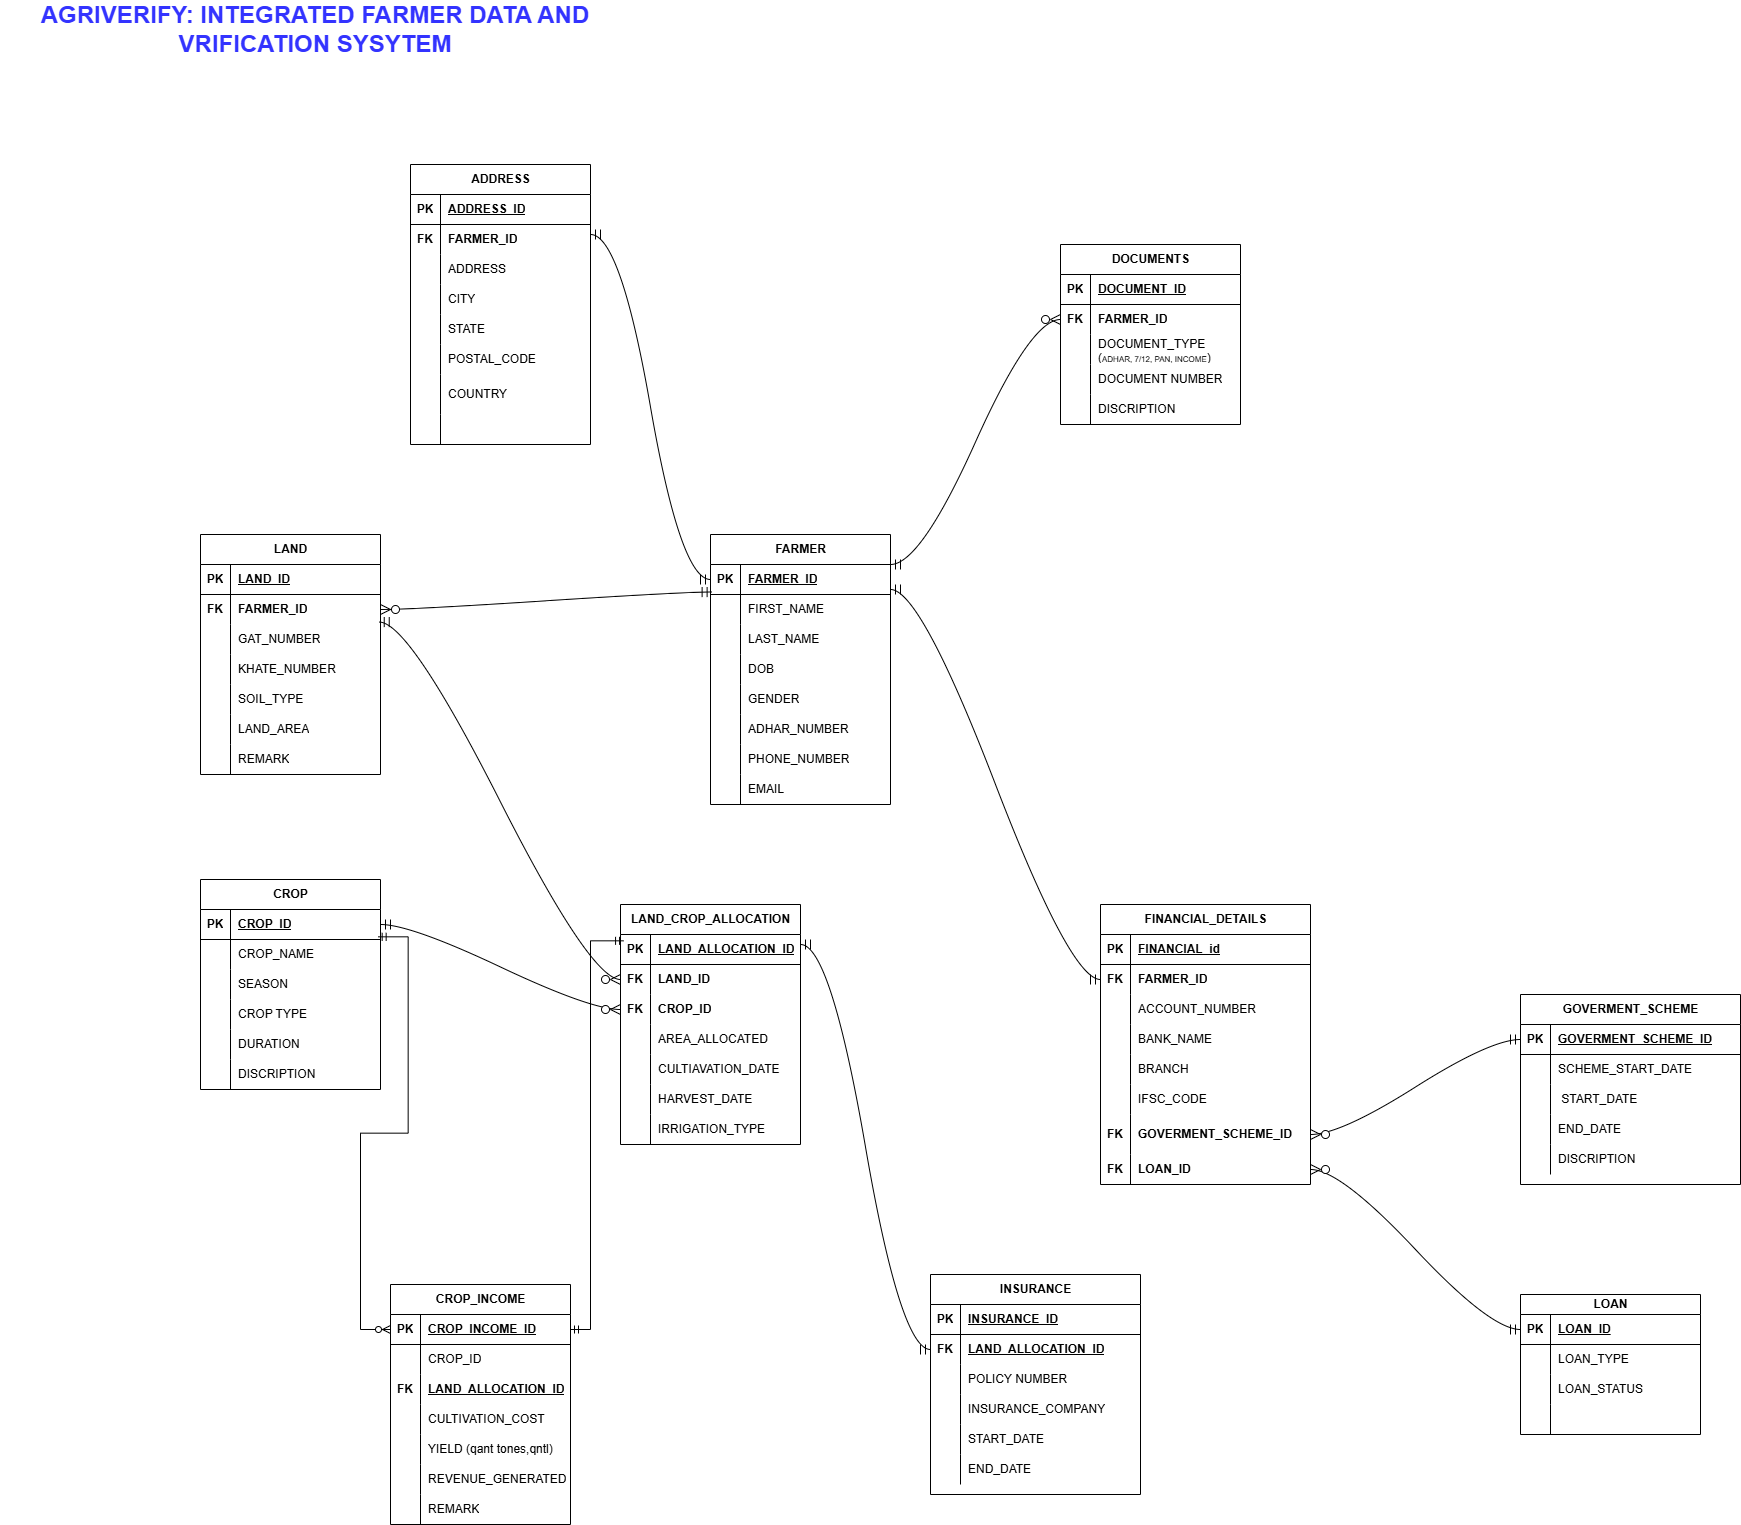 AGRIVERIFY: INTEGRATED FARMER DATA AND
VRIFICATION SYSYTEM
ADDRESS
PK ADDRESS_ID
FK FARMER_ID
ADDRESS
CITY
STATE
POSTAL_CODE
COUNTRY
DOCUMENTS
PK DOCUMENT_ID
FK FARMER_ID
DOCUMENT_TYPE
(ADHAR, 7/12, PAN, INCOME)
DOCUMENT NUMBER
DISCRIPTION
LAND
PK LAND_ID
FK FARMER_ID
GAT_NUMBER
KHATE_NUMBER
SOIL_TYPE
LAND_AREA
REMARK
FARMER
PK FARMER_ID
FIRST_NAME
LAST_NAME
DOB
GENDER
ADHAR_NUMBER
PHONE_NUMBER
EMAIL
CROP
PK CROP_ID
CROP_NAME
SEASON
CROP TYPE
DURATION
DISCRIPTION
LAND_CROP_ALLOCATION
PK LAND_ALLOCATION_ID
FK LAND_ID
FK CROP_ID
AREA_ALLOCATED
CULTIAVATION_DATE
HARVEST_DATE
IRRIGATION_TYPE
FINANCIAL_DETAILS
PK FINANCIAL_id
FK FARMER_ID
ACCOUNT_NUMBER
BANK_NAME
BRANCH
IFSC_CODE
FK GOVERMENT_SCHEME_ID
FK LOAN_ID
GOVERMENT_SCHEME
PK GOVERMENT_SCHEME_ID
SCHEME_START_DATE
START_DATE
END_DATE
DISCRIPTION
CROP_INCOME
PK CROP_INCOME_ID
CROP_ID
FK LAND_ALLOCATION_ID
CULTIVATION_COST
YIELD (qant tones,qntl)
REVENUE_GENERATED
REMARK
INSURANCE
PK INSURANCE_ID
FK LAND_ALLOCATION_ID
POLICY NUMBER
INSURANCE_COMPANY
START_DATE
END_DATE
LOAN
PK LOAN_ID
LOAN_TYPE
LOAN_STATUS